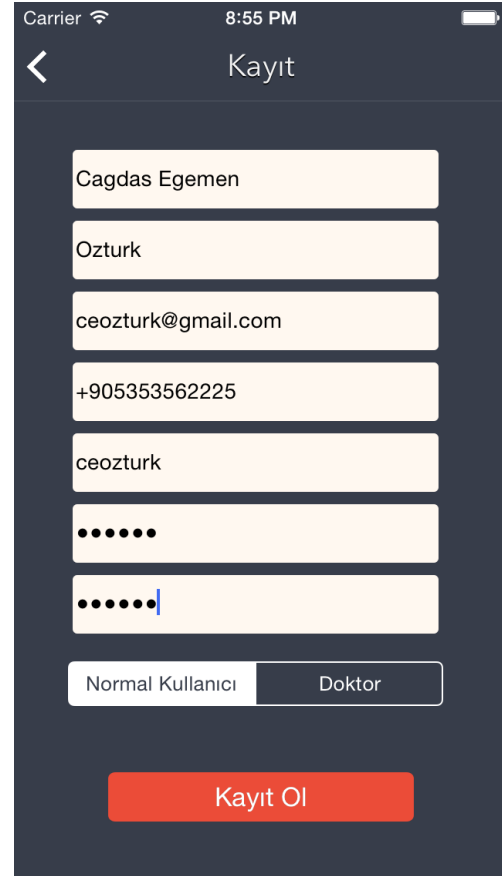 Carrier 8:55 PM
Kayıt
Cagdas Egemen
Ozturk
ceozturk@gmail.com
+905353562225
ceozturk
••••••
••••••
Normal Kullanıcı Doktor
Kayıt Ol